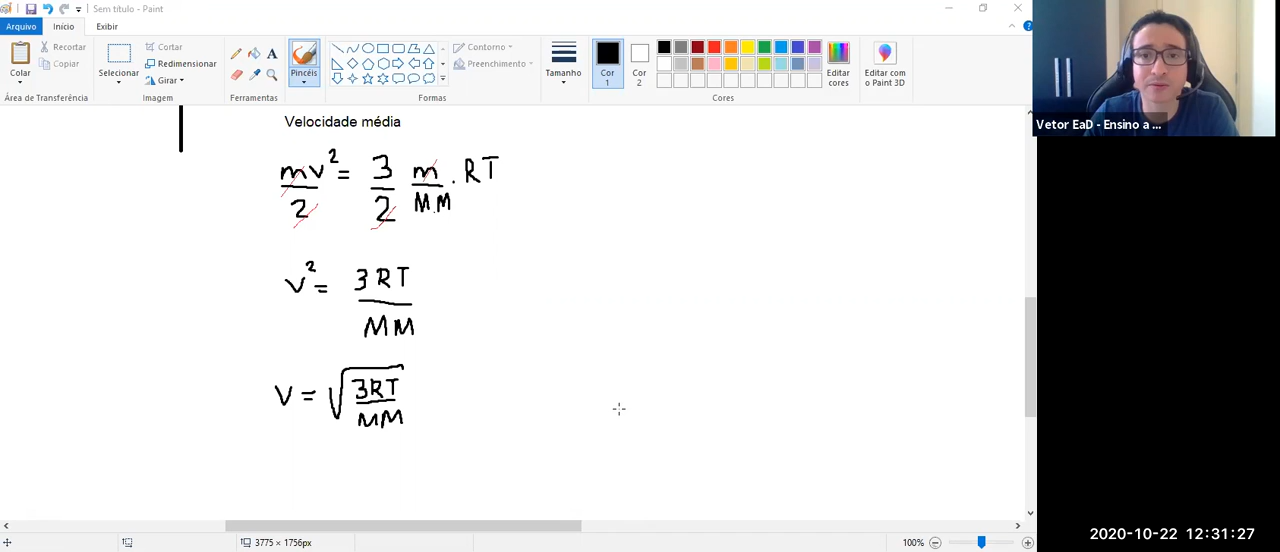 Sem título - Paint
Arquivo Início Exibir
Colar
Recortar
Copiar
Área de Transferência
Selecionar
Cortar
Redimensionar
Girar
Imagem
A
Ferramentas
Pincéis
Contorno
Preenchimento
Formas
Tamanho
Cor 1
Cor 2
Editar cores
Cores
Editar com o Paint 3D
Vetor EaD - Ensino a ...
Velocidade média
mv²/2 = 3/2 m/M.M . RT
v² = 3RT/MM
V = √(3RT/MM)
3775 × 1756px
100%
2020-10-22 12:31:27